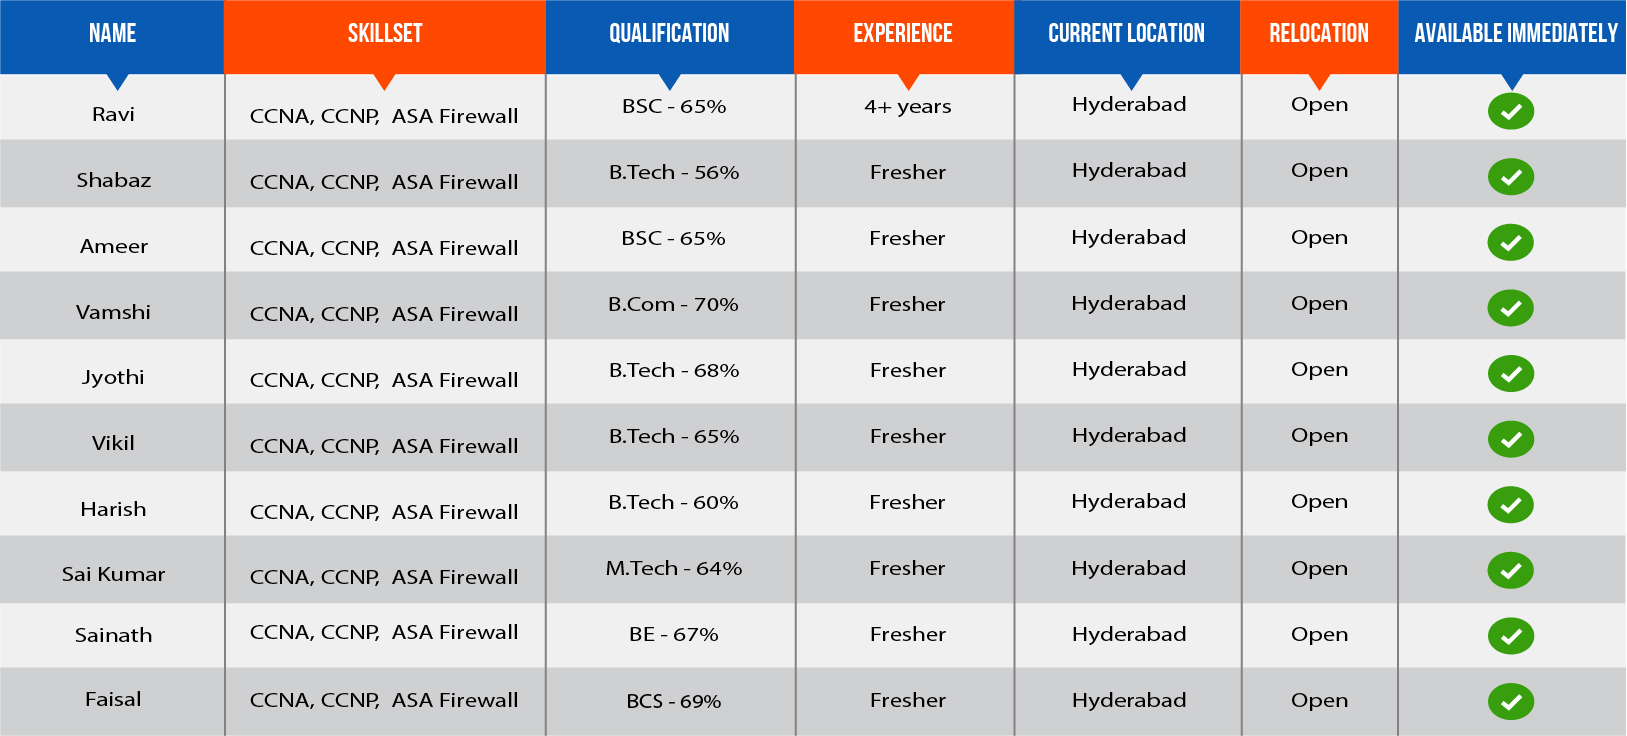 NAME SKILLSET QUALIFICATION EXPERIENCE CURRENT LOCATION RELOCATION AVAILABLE IMMEDIATELY
Ravi CCNA, CCNP, ASA Firewall BSC - 65% 4+ years Hyderabad Open
Shabaz CCNA, CCNP, ASA Firewall B.Tech - 56% Fresher Hyderabad Open
Ameer CCNA, CCNP, ASA Firewall BSC - 65% Fresher Hyderabad Open
Vamshi CCNA, CCNP, ASA Firewall B.Com - 70% Fresher Hyderabad Open
Jyothi CCNA, CCNP, ASA Firewall B.Tech - 68% Fresher Hyderabad Open
Vikil CCNA, CCNP, ASA Firewall B.Tech - 65% Fresher Hyderabad Open
Harish CCNA, CCNP, ASA Firewall B.Tech - 60% Fresher Hyderabad Open
Sai Kumar CCNA, CCNP, ASA Firewall M.Tech - 64% Fresher Hyderabad Open
Sainath CCNA, CCNP, ASA Firewall BE - 67% Fresher Hyderabad Open
Faisal CCNA, CCNP, ASA Firewall BCS - 69% Fresher Hyderabad Open